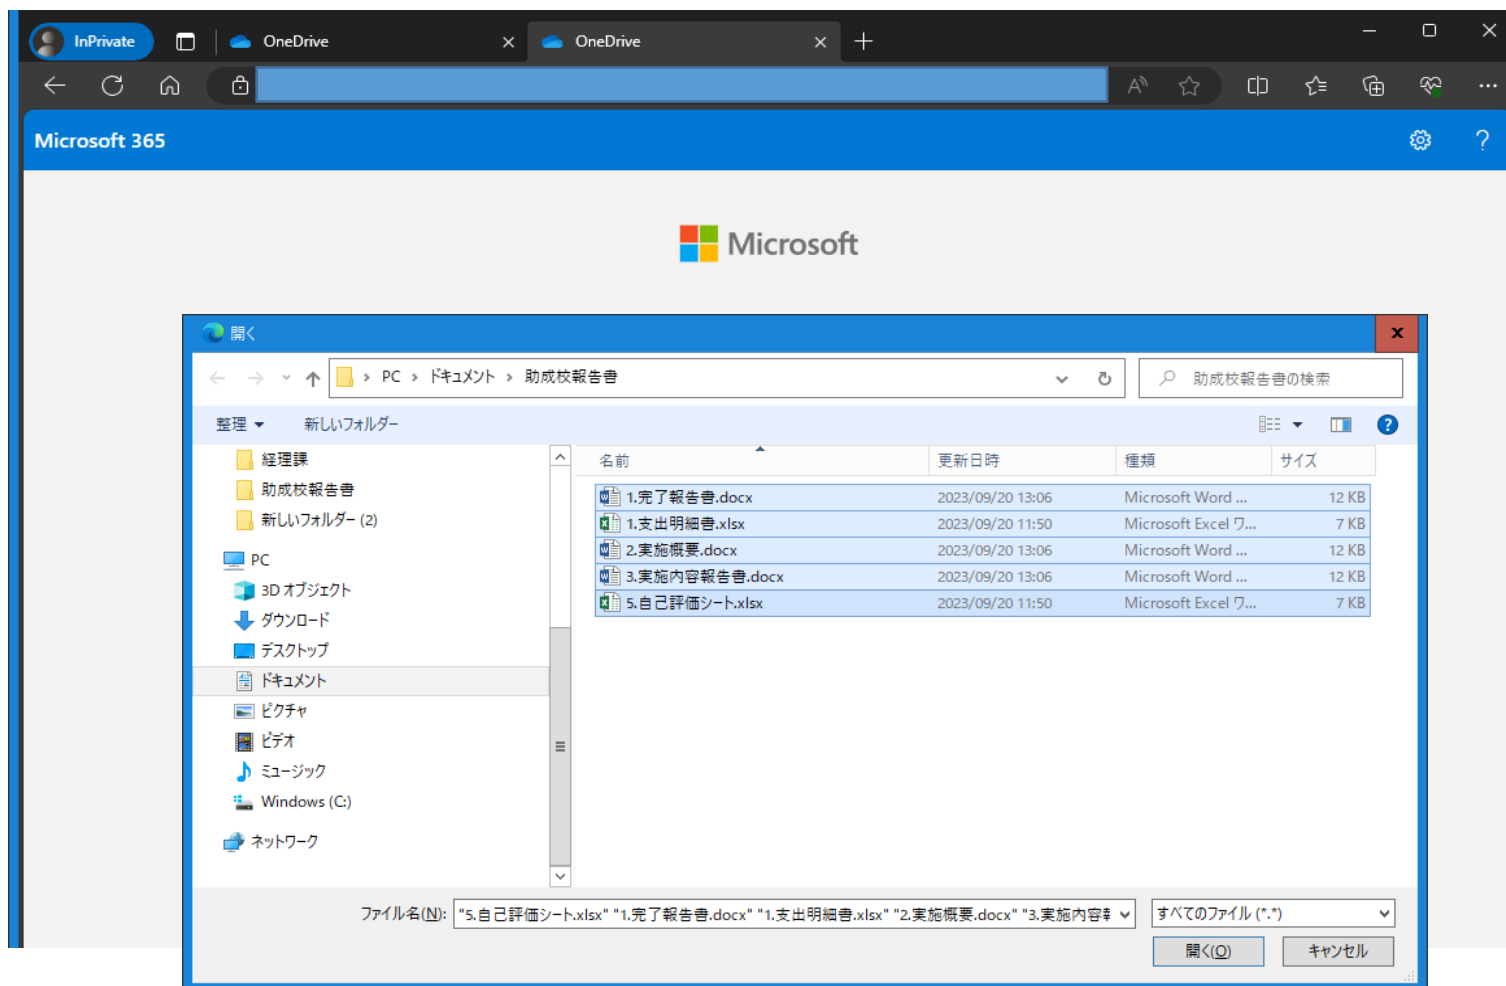 InPrivate OneDrive OneDrive
Microsoft 365
Microsoft
開く
PC ドキュメント 助成校報告書 助成校報告書の検索
整理 新しいフォルダー
経理課
助成校報告書
新しいフォルダー (2)
PC
3D オブジェクト
ダウンロード
デスクトップ
ドキュメント
ピクチャ
ビデオ
ミュージック
Windows (C:)
ネットワーク
名前 更新日時 種類 サイズ
1.完了報告書.docx 2023/09/20 13:06 Microsoft Word ... 12 KB
1.支出明細書.xlsx 2023/09/20 11:50 Microsoft Excel ワ... 7 KB
2.実施概要.docx 2023/09/20 13:06 Microsoft Word ... 12 KB
3.実施内容報告書.docx 2023/09/20 13:06 Microsoft Word ... 12 KB
5.自己評価シート.xlsx 2023/09/20 11:50 Microsoft Excel ワ... 7 KB
ファイル名(N): "5.自己評価シート.xlsx" "1.完了報告書.docx" "1.支出明細書.xlsx" "2.実施概要.docx" "3.実施内容 すべてのファイル (*.*)
開く(O) キャンセル